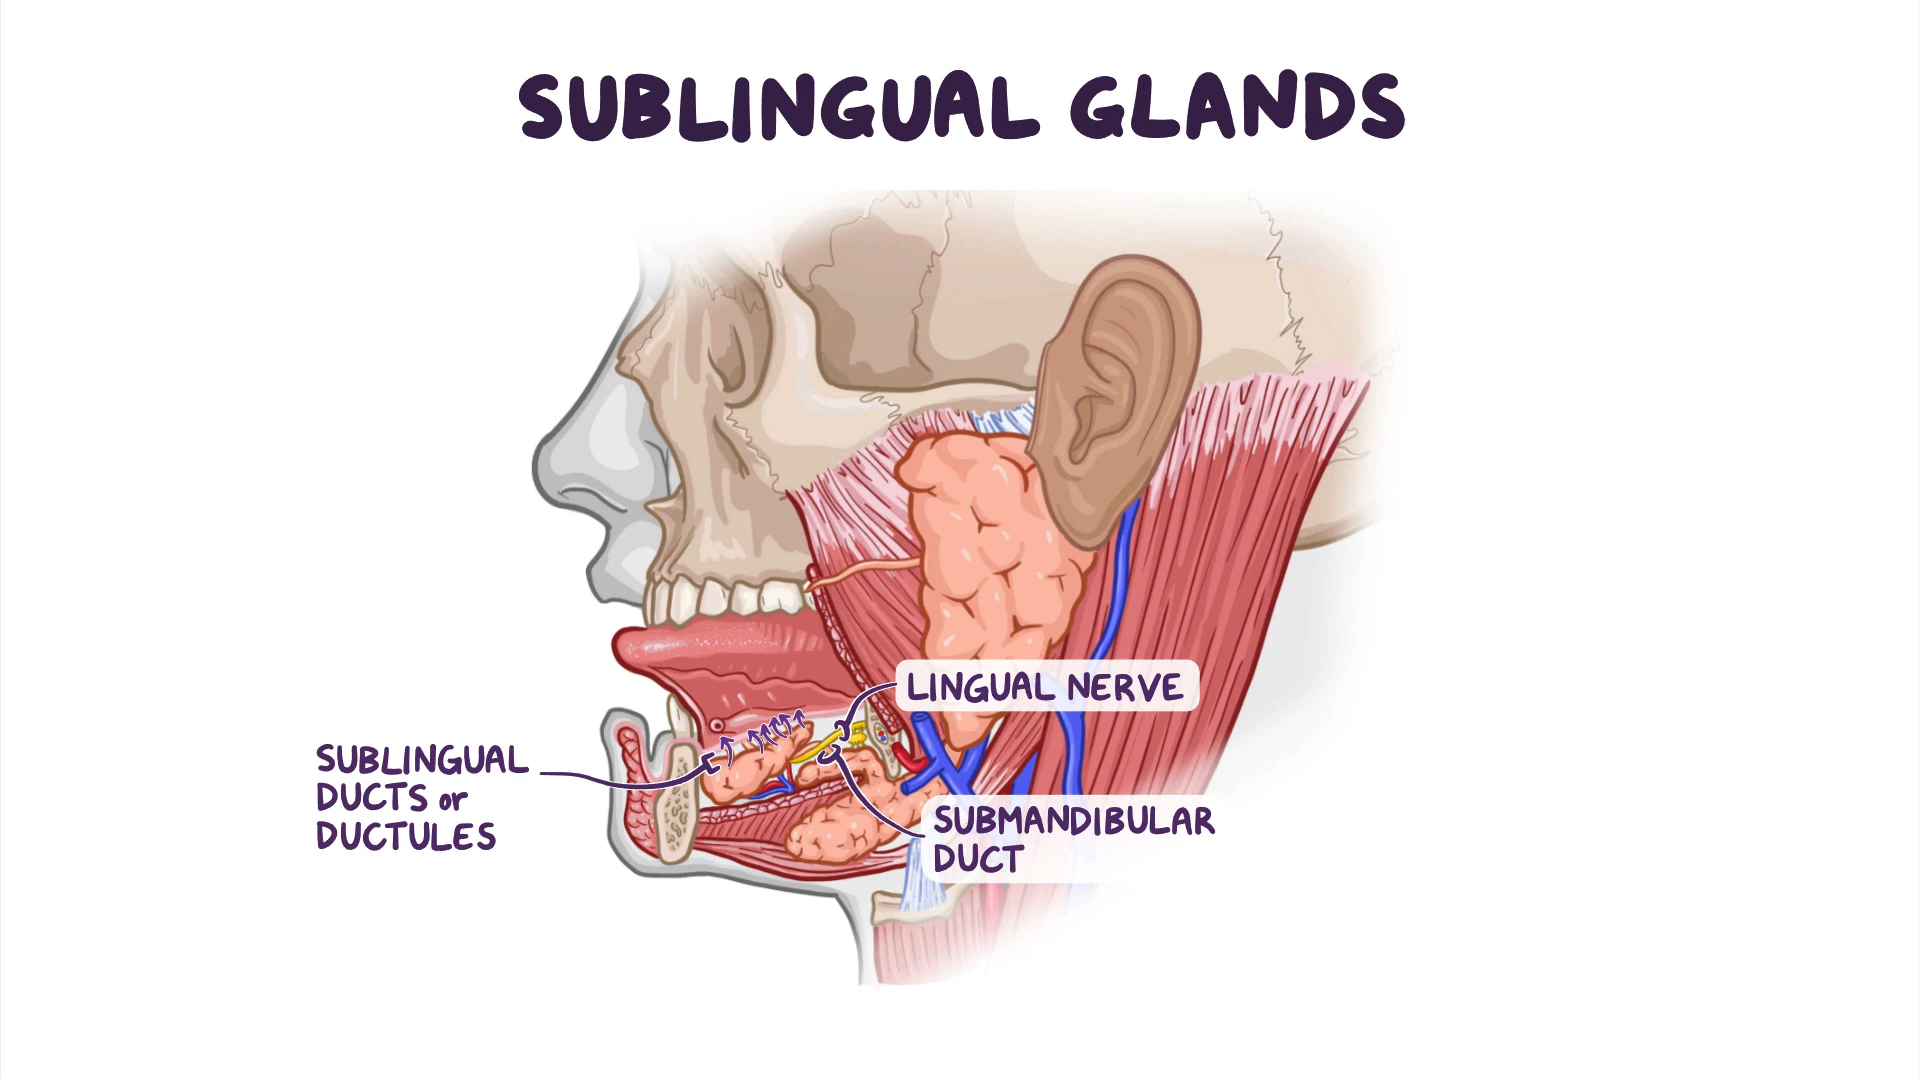 SUBLINGUAL GLANDS
LINGUAL NERVE
SUBLINGUAL
DUCTS or
DUCTULES
SUBMANDIBULAR
DUCT